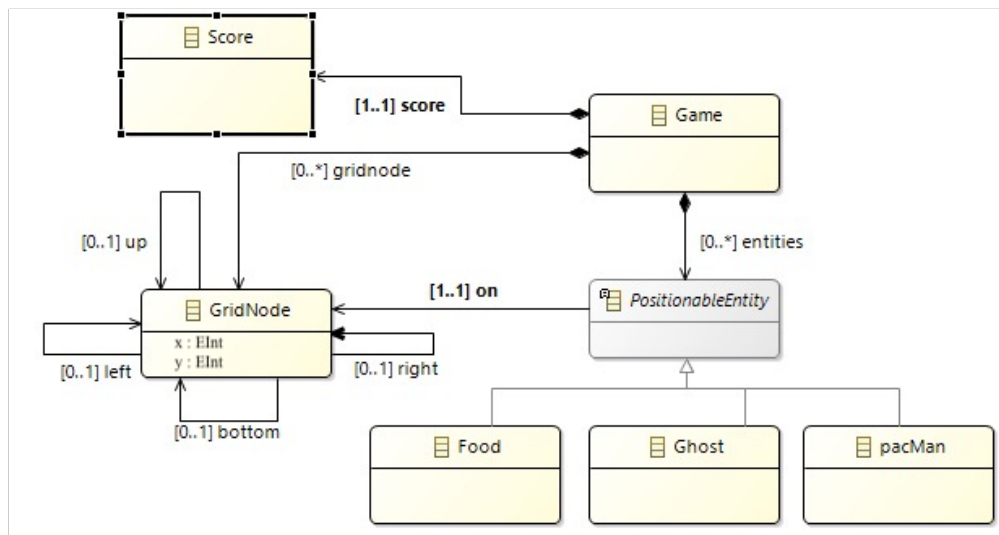 Score
[1..1] score
Game
[0..*] gridnode
[0..1] up
[0..*] entities
[1..1] on
PositionableEntity
GridNode
x : EInt
y : EInt
[0..1] left
[0..1] right
[0..1] bottom
Food
Ghost
pacMan